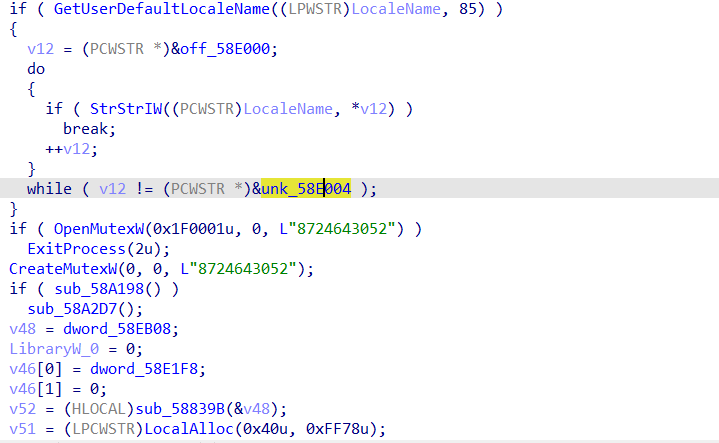 if ( GetUserDefaultLocaleName((LPWSTR)LocaleName, 85) )
{
  v12 = (PCWSTR *)&off_58E000;
  do
  {
    if ( StrStrIW((PCWSTR)LocaleName, *v12) )
      break;
    ++v12;
  }
  while ( v12 != (PCWSTR *)&unk_58E004 );
}
if ( OpenMutexW(0x1F0001u, 0, L"8724643052") )
  ExitProcess(2u);
CreateMutexW(0, 0, L"8724643052");
if ( sub_58A198() )
  sub_58A2D7();
v48 = dword_58EB08;
LibraryW_0 = 0;
v46[0] = dword_58E1F8;
v46[1] = 0;
v52 = (HLOCAL)sub_58839B(&v48);
v51 = (LPCWSTR)LocalAlloc(0x40u, 0xFF78u);